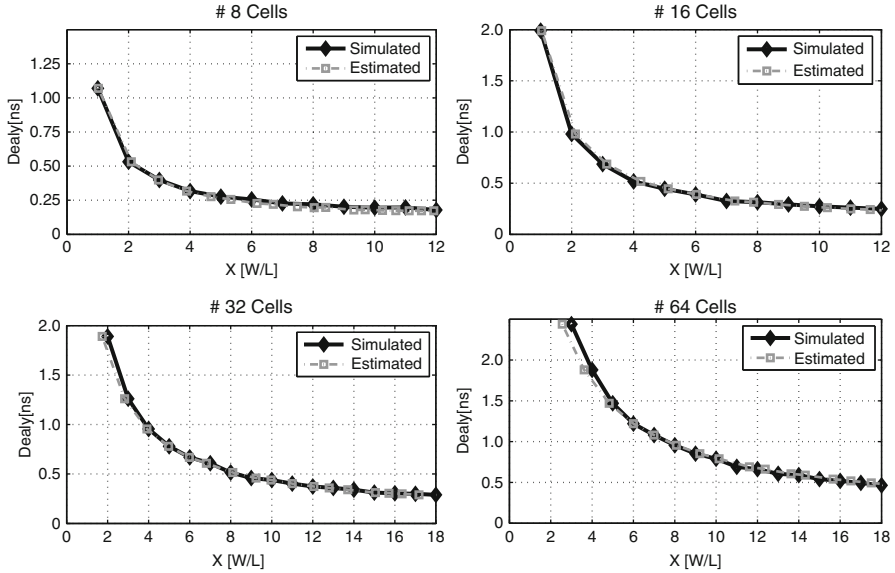 # 8 Cells
1.25
1.00
0.75
0.50
0.25
0
Dealy[ns]
Simulated
Estimated
0 2 4 6 8 10 12
X [W/L]
# 16 Cells
2.0
1.5
1.0
0.5
0
Dealy[ns]
Simulated
Estimated
0 2 4 6 8 10 12
X [W/L]
# 32 Cells
2.0
1.5
1.0
0.5
0
Dealy[ns]
Simulated
Estimated
0 2 4 6 8 10 12 14 16 18
X [W/L]
# 64 Cells
2.0
1.5
1.0
0.5
0
Dealy[ns]
Simulated
Estimated
0 2 4 6 8 10 12 14 16 18
X [W/L]